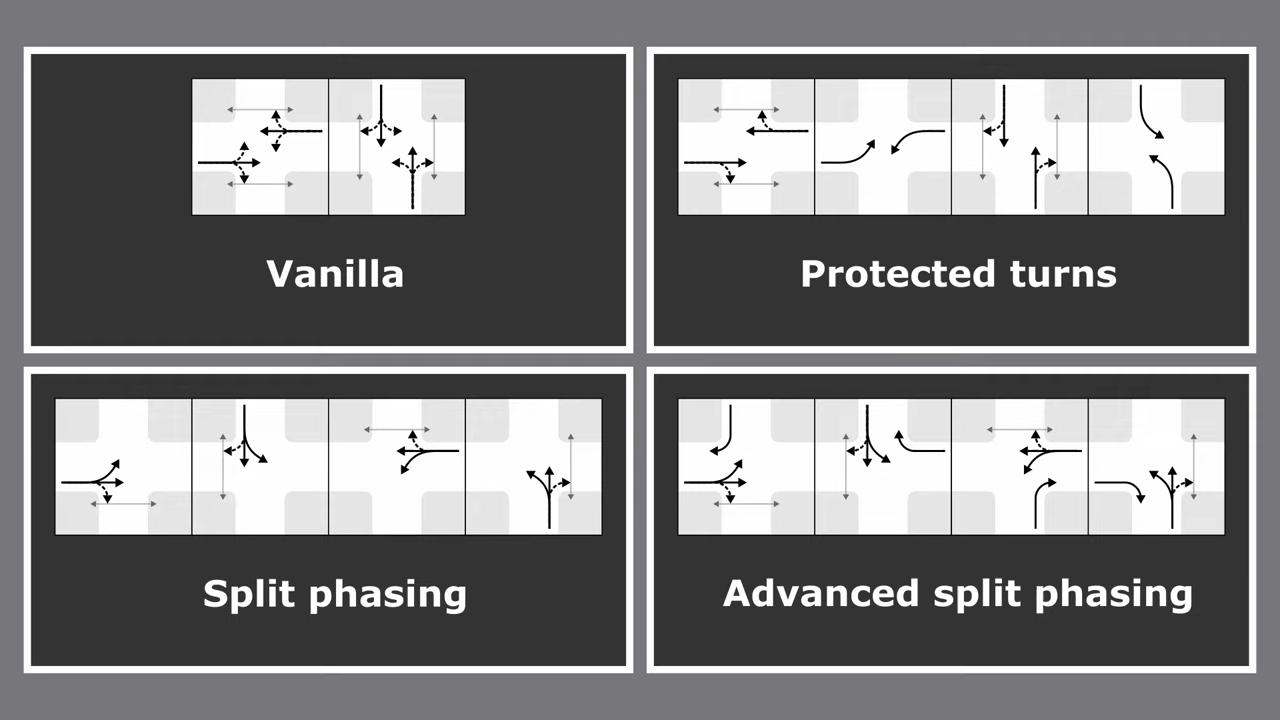 Vanilla
Protected turns
Split phasing
Advanced split phasing